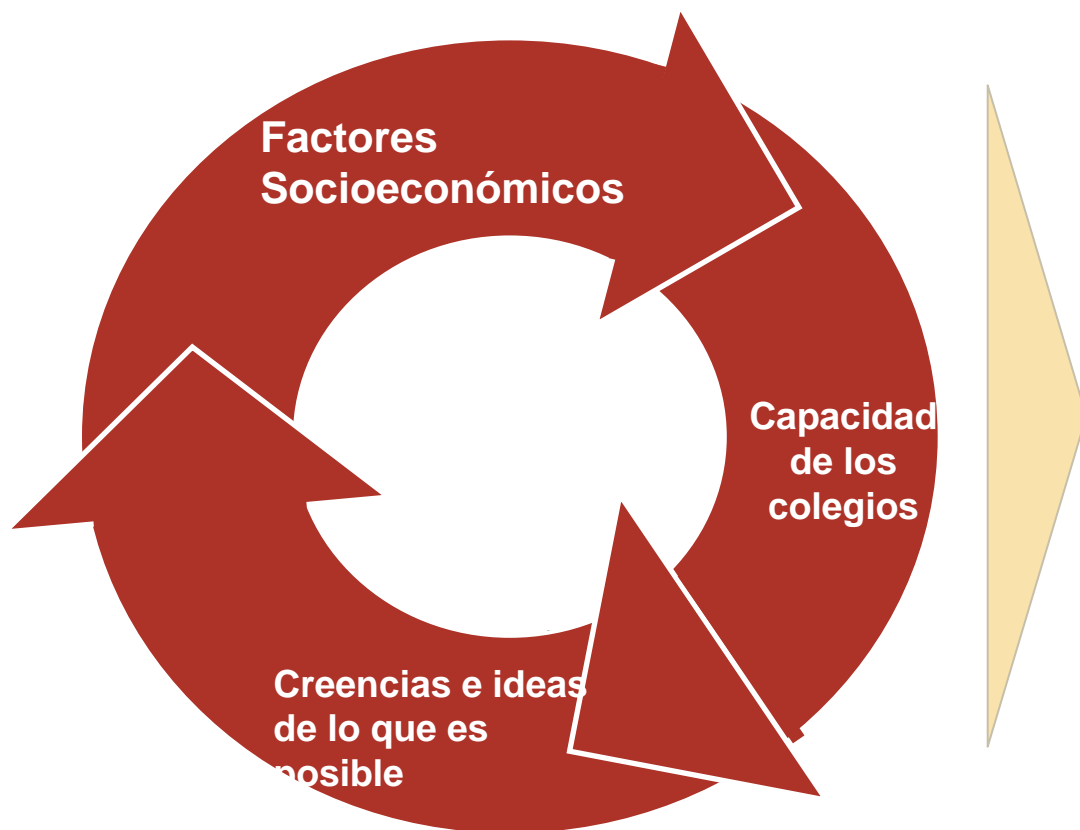 Factores
Socioeconómicos
Capacidad
de los
colegios
Creencias e ideas
de lo que es
posible